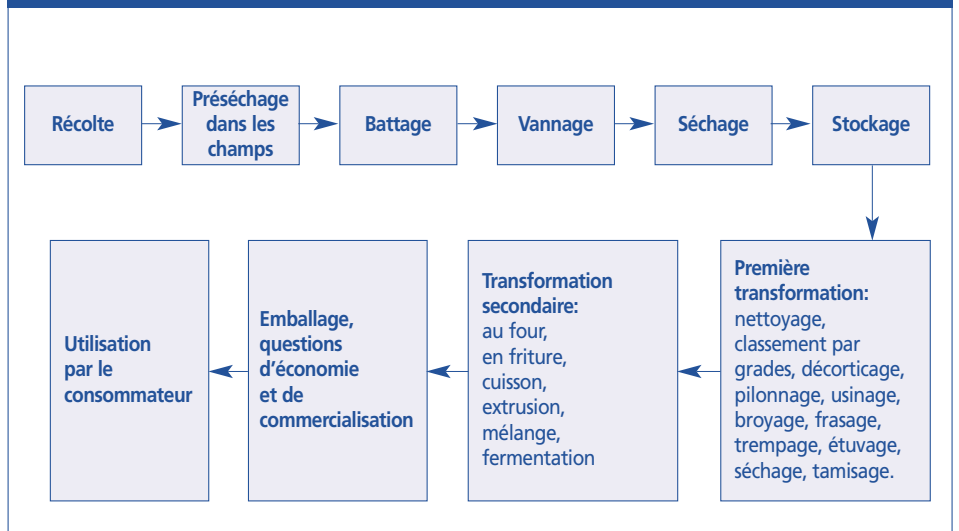 Récolte
Préséchage
dans les
champs
Battage
Vannage
Séchage
Stockage
Première
transformation:
nettoyage,
classement par
grades, décorticage,
pilonnage, usinage,
broyage, frasage,
trempage, étuvage,
séchage, tamisage.
Transformation
secondaire:
au four,
en friture,
cuisson,
extrusion,
mélange,
fermentation
Emballage,
questions
d’économie
et de
commercialisation
Utilisation
par le
consommateur